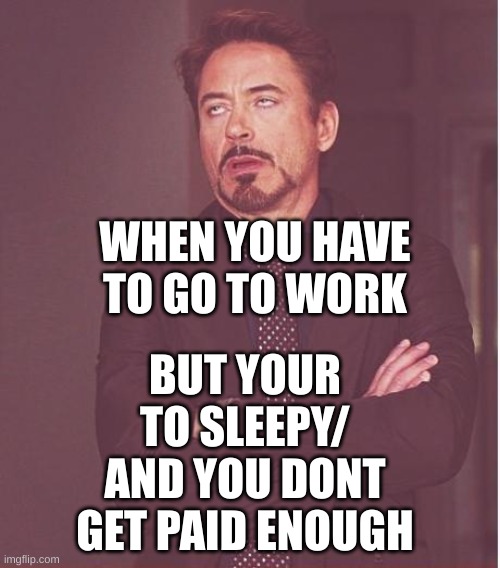 WHEN YOU HAVE
TO GO TO WORK
BUT YOUR
TO SLEEPY/
AND YOU DONT
GET PAID ENOUGH
imgflip.com